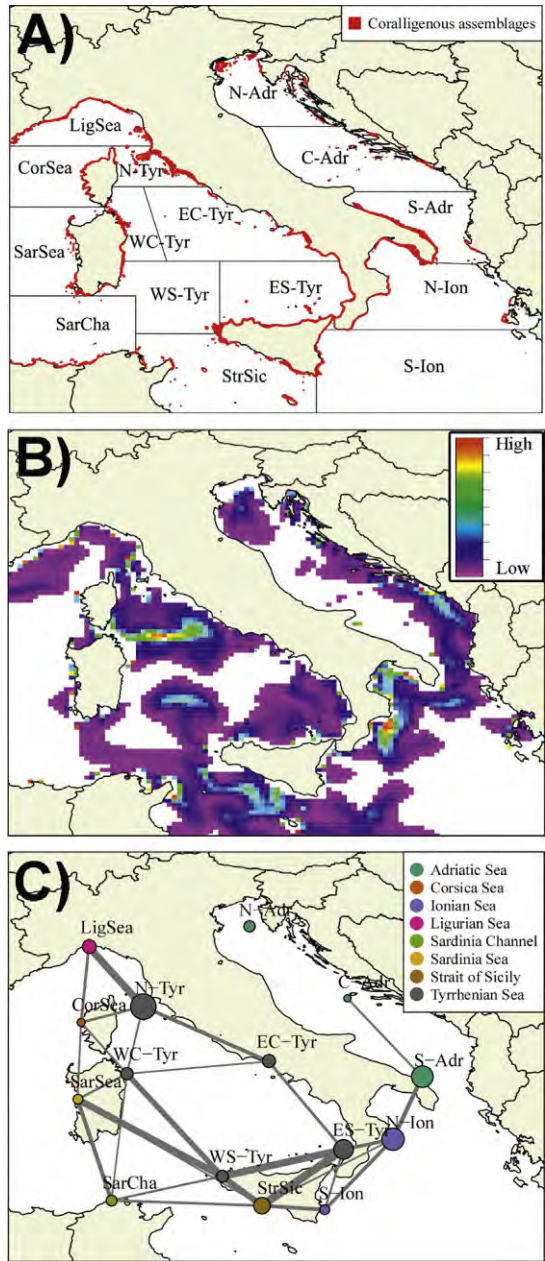 A)
Coralligenous assemblages
N-Adr
LigSea
C-Adr
CorSea
N-Tyr
S-Adr
EC-Tyr
SarSea
WC-Tyr
WS-Tyr
ES-Tyr
N-Ion
SarCha
StrSic
S-Ion
B)
High
Low
C)
Adriatic Sea
Corsica Sea
Ionian Sea
Ligurian Sea
Sardinia Channel
Sardinia Sea
Strait of Sicily
Tyrrhenian Sea
N-Adr
LigSea
N-Tyr
C-Adr
CorSea
EC-Tyr
WC-Tyr
S-Adr
SarSea
ES-Tyr
N-Ion
WS-Tyr
SarCha
StrSic
S-Ion